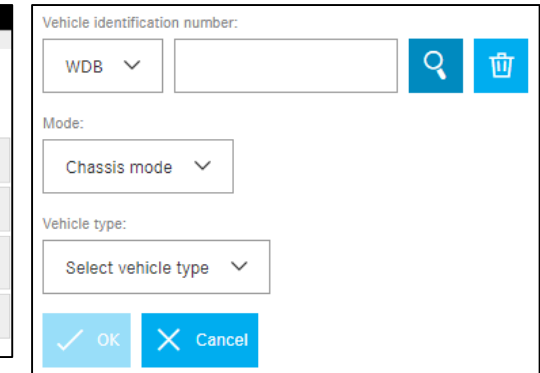 Vehicle identification number:
WDB
Mode:
Chassis mode
Vehicle type:
Select vehicle type
OK Cancel